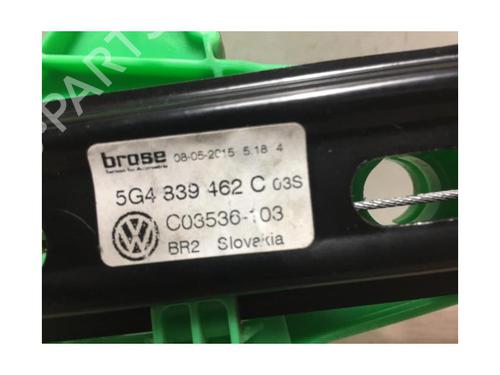 brose 08-05-2015 5.18 4
5G4 839 462 C 03S
C03536-103
BR2 Slovakia